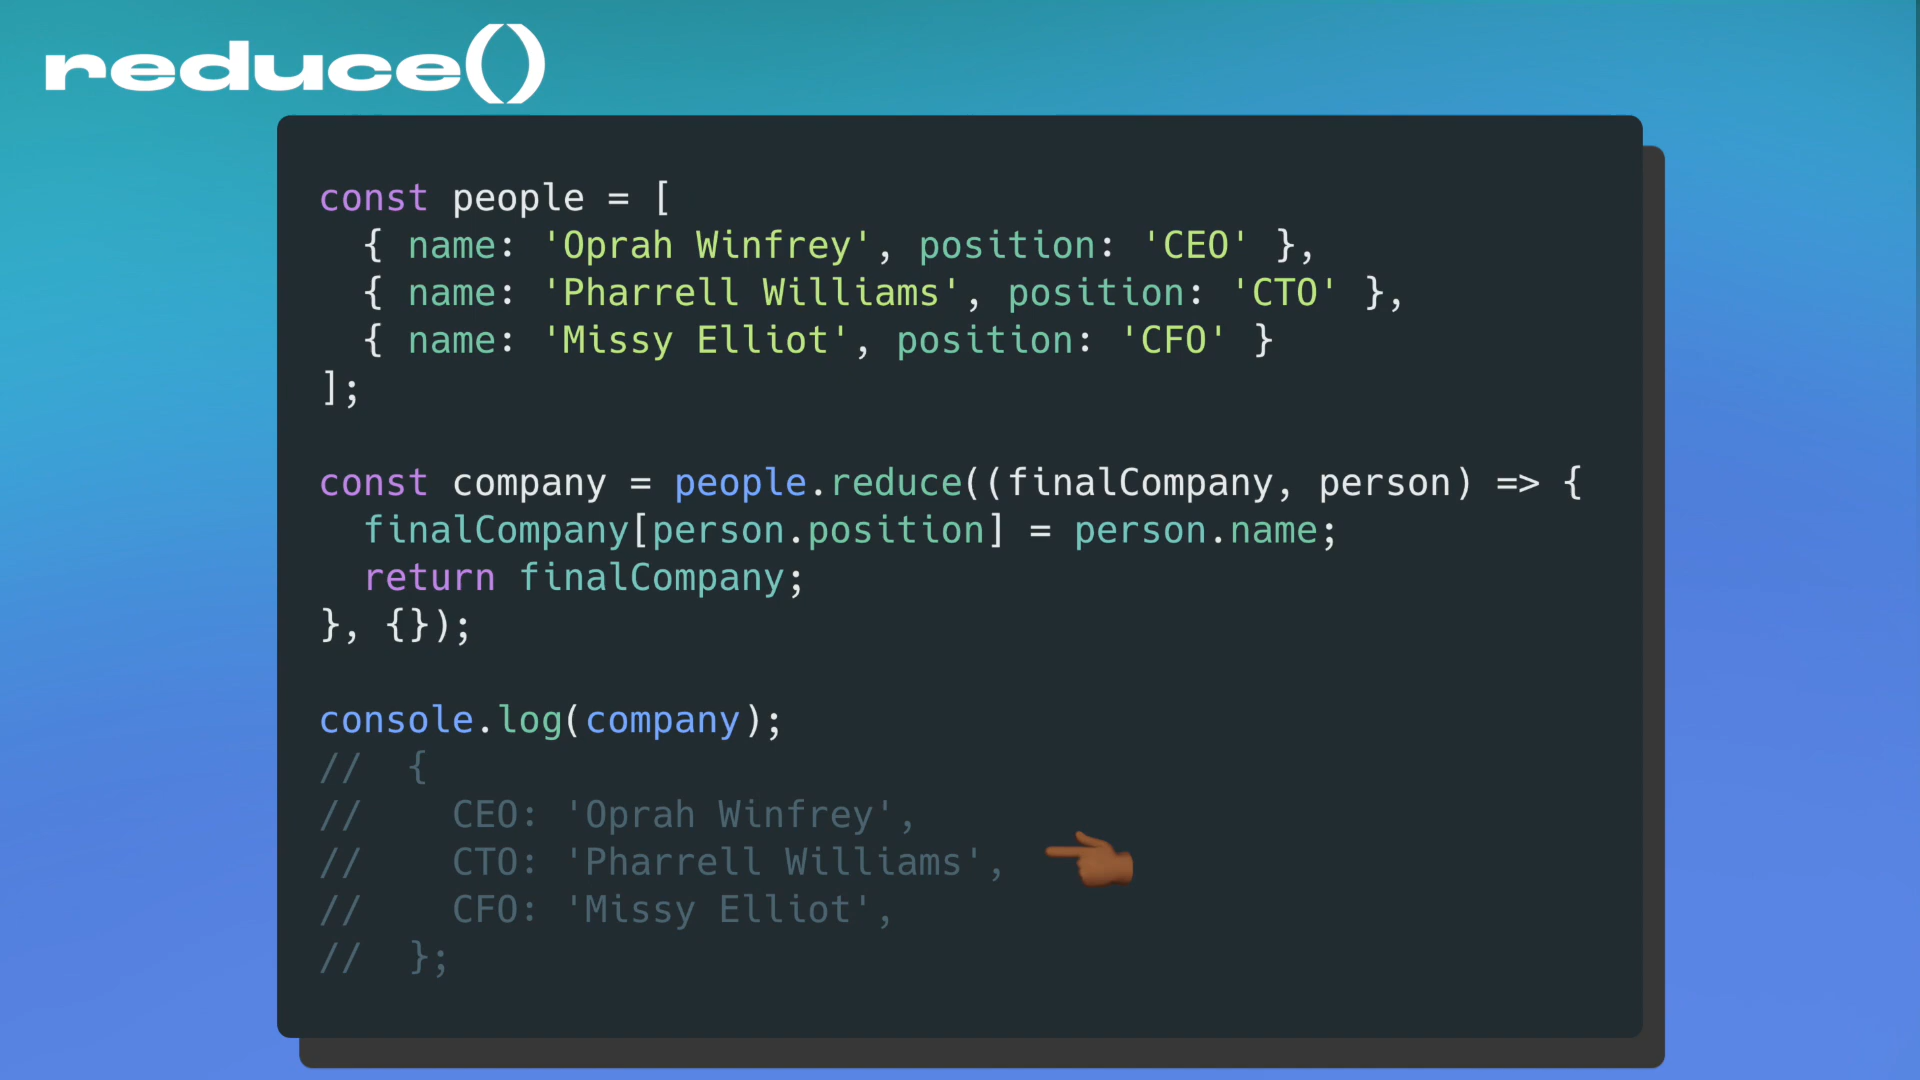 reduce()
const people = [
  { name: 'Oprah Winfrey', position: 'CEO' },
  { name: 'Pharrell Williams', position: 'CTO' },
  { name: 'Missy Elliot', position: 'CFO' }
];
const company = people.reduce((finalCompany, person) => {
  finalCompany[person.position] = person.name;
  return finalCompany;
}, {});
console.log(company);
//  {
//    CEO: 'Oprah Winfrey',
//    CTO: 'Pharrell Williams',
//    CFO: 'Missy Elliot',
//  };